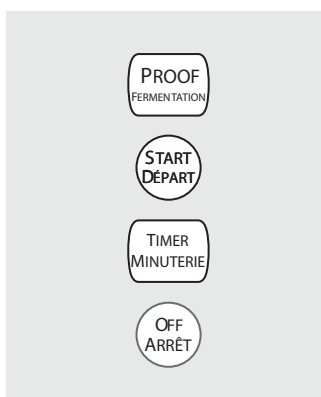 PROOF
FERMENTATION
START
DÉPART
TIMER
MINUTERIE
OFF
ARRÊT